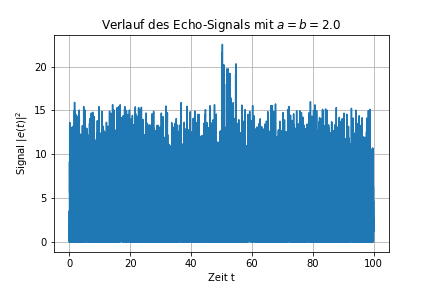 Verlauf des Echo-Signals mit a = b = 2.0
Signal |e(t)|²
20
15
10
5
0
0 20 40 60 80 100
Zeit t